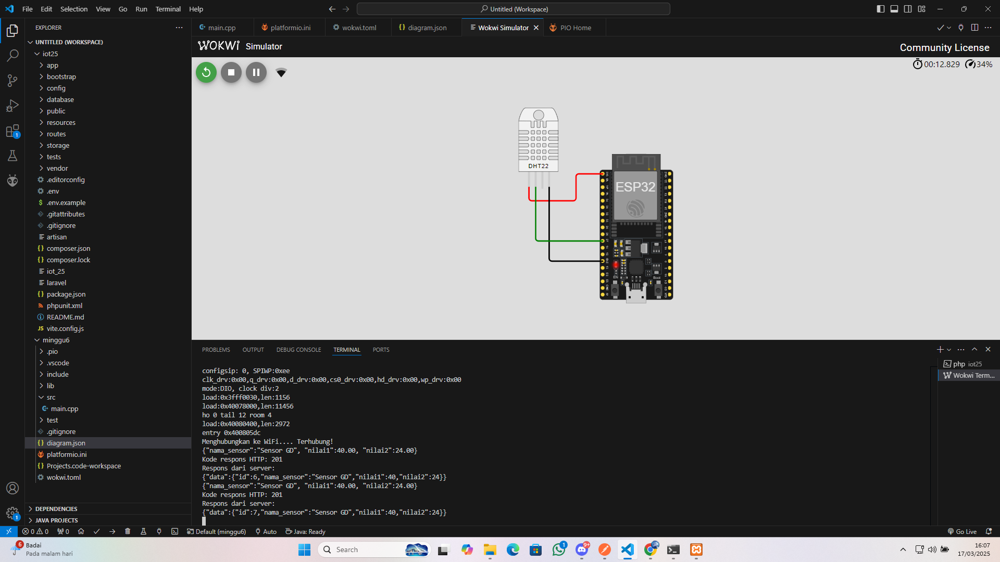 File Edit Selection View Go Run Terminal Help
Untitled (Workspace)
EXPLORER
main.cpp
platformio.ini
wokwi.toml
diagram.json
Wokwi Simulator
PIO Home
UNTITLED (WORKSPACE)
iot25
app
bootstrap
config
database
public
resources
routes
storage
tests
vendor
.editorconfig
.env
.env.example
.gitattributes
.gitignore
artisan
composer.json
composer.lock
iot_25
laravel
package.json
phpunit.xml
README.md
vite.config.js
minggu6
.pio
.vscode
include
lib
src
main.cpp
test
.gitignore
diagram.json
platformio.ini
Projects.code-workspace
wokwi.toml
DEPENDENCIES
JAVA PROJECTS
WOKWI Simulator
Community License
00:12.829 34%
DHT22
ESP32
EN
Boot
PROBLEMS OUTPUT DEBUG CONSOLE TERMINAL PORTS
php iot25
Wokwi Term...
configsip: 0, SPIWP:0xee
clk_drv:0x00,q_drv:0x00,d_drv:0x00,cs0_drv:0x00,hd_drv:0x00,wp_drv:0x00
mode:DIO, clock div:2
load:0x3fff0030,len:1156
load:0x40078000,len:11456
ho 0 tail 12 room 4
load:0x40080400,len:2972
entry 0x400805dc
Menghubungkan ke WiFi.... Terhubung!
{"nama_sensor":"Sensor GD", "nilai1":40.00, "nilai2":24.00}
Kode respons HTTP: 201
Respons dari server:
{"data":{"id":6,"nama_sensor":"Sensor GD","nilai1":40,"nilai2":24}}
{"nama_sensor":"Sensor GD", "nilai1":40.00, "nilai2":24.00}
Kode respons HTTP: 201
Respons dari server:
{"data":{"id":7,"nama_sensor":"Sensor GD","nilai1":40,"nilai2":24}}
0 0 0 Default (minggu6) Auto Java: Ready
Go Live
6
Badai
Pada malam hari
Search
1
9+
16:07
17/03/2025